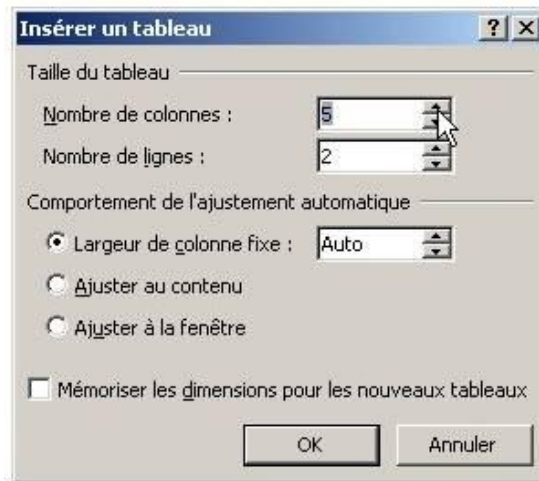 Insérer un tableau
Taille du tableau
Nombre de colonnes : 5
Nombre de lignes : 2
Comportement de l'ajustement automatique
Largeur de colonne fixe : Auto
Ajuster au contenu
Ajuster à la fenêtre
Mémoriser les dimensions pour les nouveaux tableaux
OK Annuler